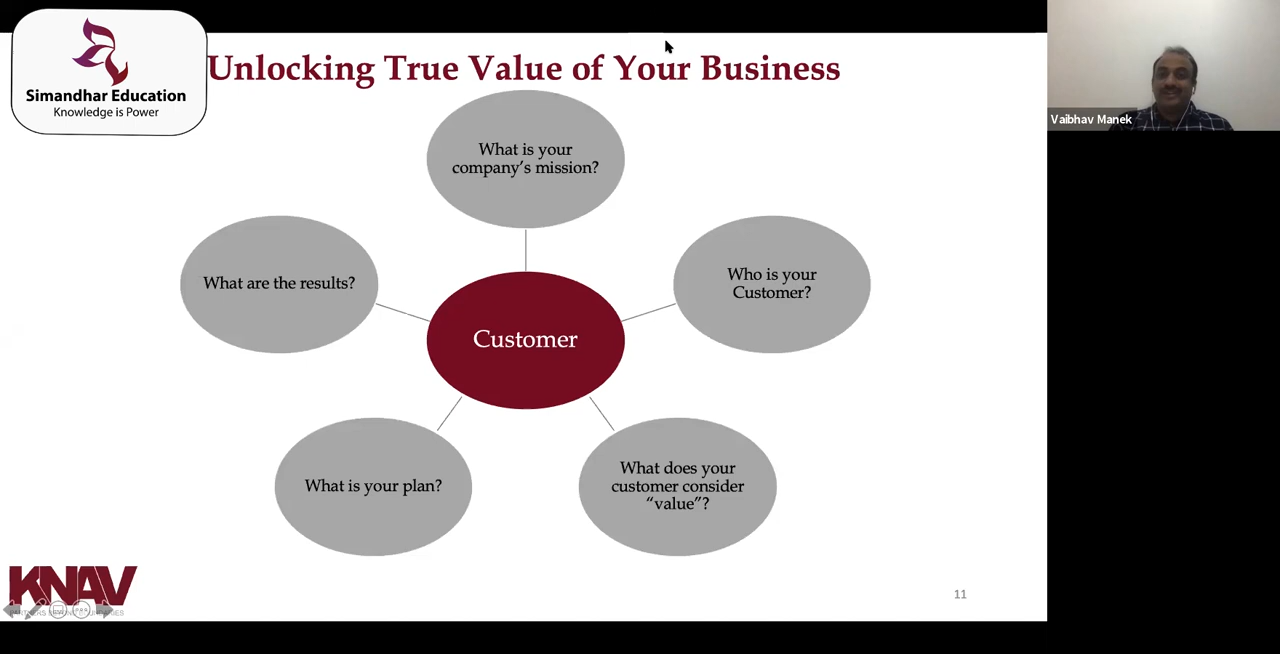 Simandhar Education
Knowledge is Power
Unlocking True Value of Your Business
Vaibhav Manek
What is your
company's mission?
Who is your
Customer?
What are the results?
Customer
What does your
customer consider
“value”?
What is your plan?
KNAV
11